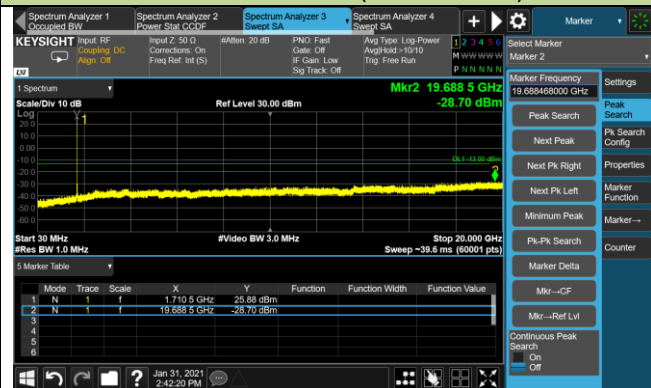 Spectrum Analyzer 1
Occupied BW
Spectrum Analyzer 2
Power Stat CCDF
Spectrum Analyzer 3
Swept SA
Spectrum Analyzer 4
Swept SA
Marker
KEYSIGHT
Input: RF
Coupling: DC
Align: Off
Input Z: 50 Ω
Corrections: On
Freq Ref: Int (S)
#Atten: 20 dB
PNO: Fast
Gate: Off
IF Gain: Low
Sig Track: Off
Avg Type: Log-Power
Avg|Hold:>10/10
Trig: Free Run
1 2 3 4 5 6
M W W W W W
P N N N N N
LXI
Select Marker
Marker 2
Marker Frequency
19.688468000 GHz
Settings
Peak Search
Next Peak
Next Pk Right
Next Pk Left
Minimum Peak
Pk-Pk Search
Marker Delta
Mkr→CF
Mkr→Ref Lvl
Continuous Peak
Search
On
Off
Peak
Search
Pk Search
Config
Properties
Marker
Function
Marker→
Counter
1 Spectrum
Scale/Div 10 dB
Ref Level 30.00 dBm
Mkr2 19.688 5 GHz
-28.70 dBm
Log
20.0
10.0
0.00
-10.0
-20.0
-30.0
-40.0
-50.0
-60.0
1
DL1 -13.00 dBm
2
Start 30 MHz
#Res BW 1.0 MHz
#Video BW 3.0 MHz
Stop 20.000 GHz
Sweep ~39.6 ms (60001 pts)
5 Marker Table
Mode Trace Scale X Y Function Function Width Function Value
1 N 1 f 1.710 5 GHz 25.88 dBm
2 N 1 f 19.688 5 GHz -28.70 dBm
3
4
5
6
?
Jan 31, 2021
2:42:20 PM